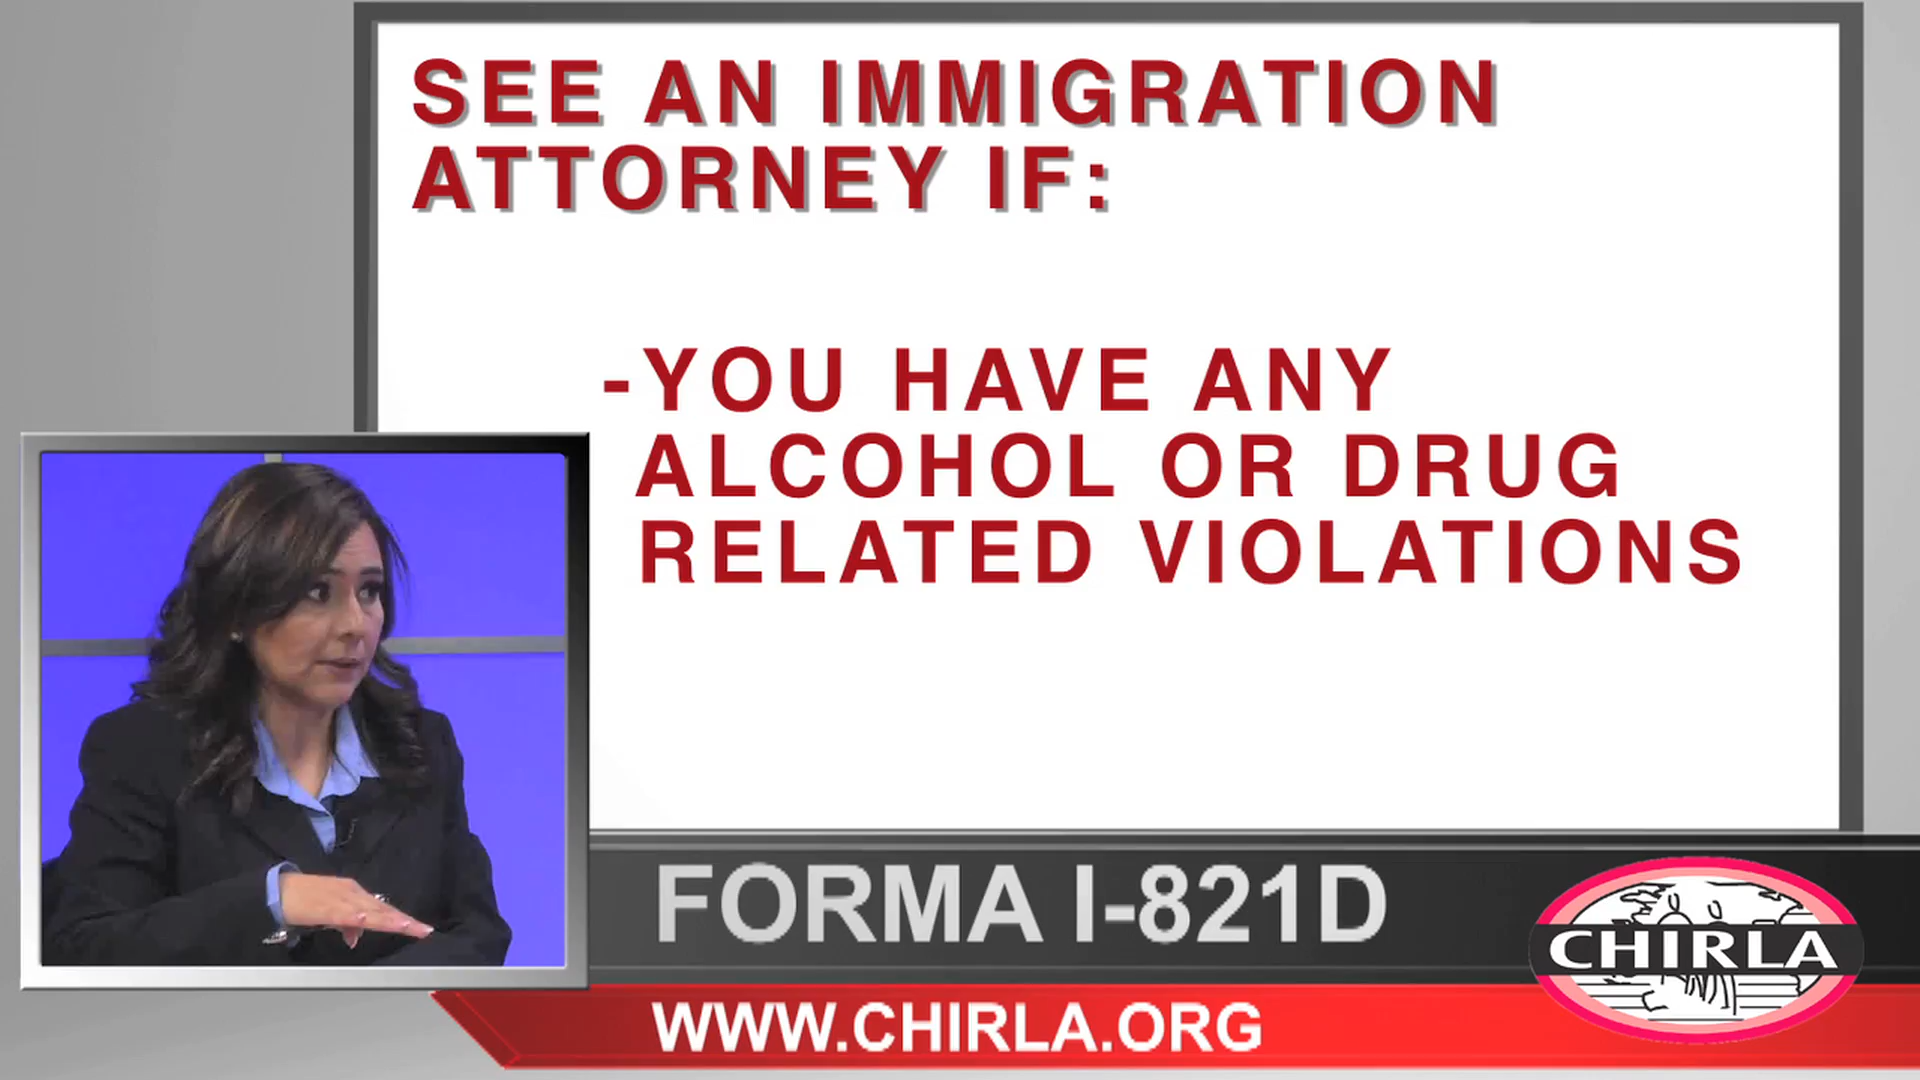 SEE AN IMMIGRATION
ATTORNEY IF:
-YOU HAVE ANY
ALCOHOL OR DRUG
RELATED VIOLATIONS
FORMA I-821D
CHIRLA
WWW.CHIRLA.ORG